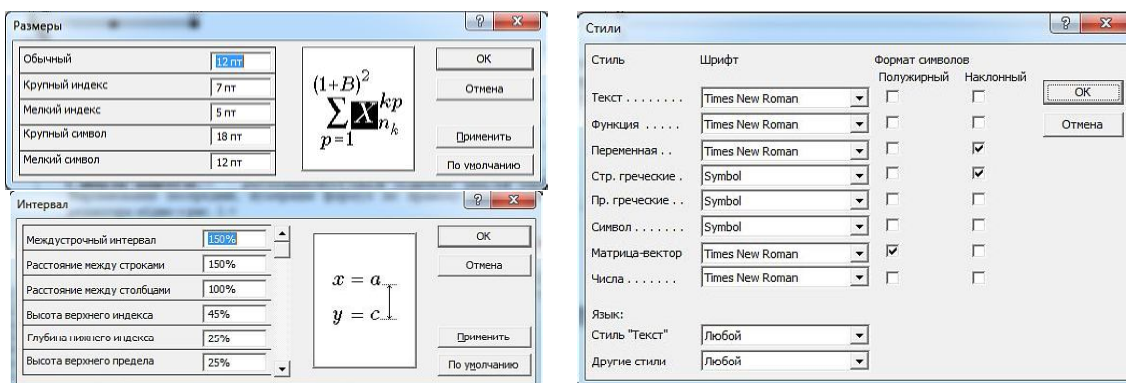 Размеры
Обычный 12 пт
Крупный индекс 7 пт
Мелкий индекс 5 пт
Крупный символ 18 пт
Мелкий символ 12 пт
(1+B)²
∑ X kp n_k
p=1
OK
Отмена
Применить
По умолчанию
Интервал
Междустрочный интервал 150%
Расстояние между строками 150%
Расстояние между столбцами 100%
Высота верхнего индекса 45%
Глубина нижнего индекса 25%
Высота верхнего предела 25%
x = a
y = c
OK
Отмена
Применить
По умолчанию
Стили
Стиль Шрифт Формат символов
Полужирный Наклонный
Текст . . . . . . . . Times New Roman
Функция . . . . . Times New Roman
Переменная . . Times New Roman
Стр. греческие . Symbol
Пр. греческие . . Symbol
Символ . . . . . . . Symbol
Матрица-вектор Times New Roman
Числа . . . . . . . Times New Roman
Язык:
Стиль "Текст" Любой
Другие стили Любой
OK
Отмена